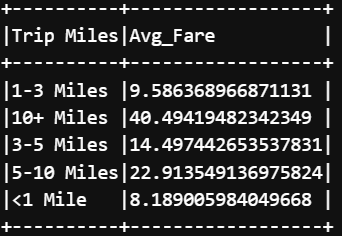 +----------+------------------+
|Trip Miles|Avg_Fare          |
+----------+------------------+
|1-3 Miles |9.586368966871131 |
|10+ Miles |40.49419482342349 |
|3-5 Miles |14.497442653537831|
|5-10 Miles|22.913549136975824|
|<1 Mile   |8.189005984049668 |
+----------+------------------+